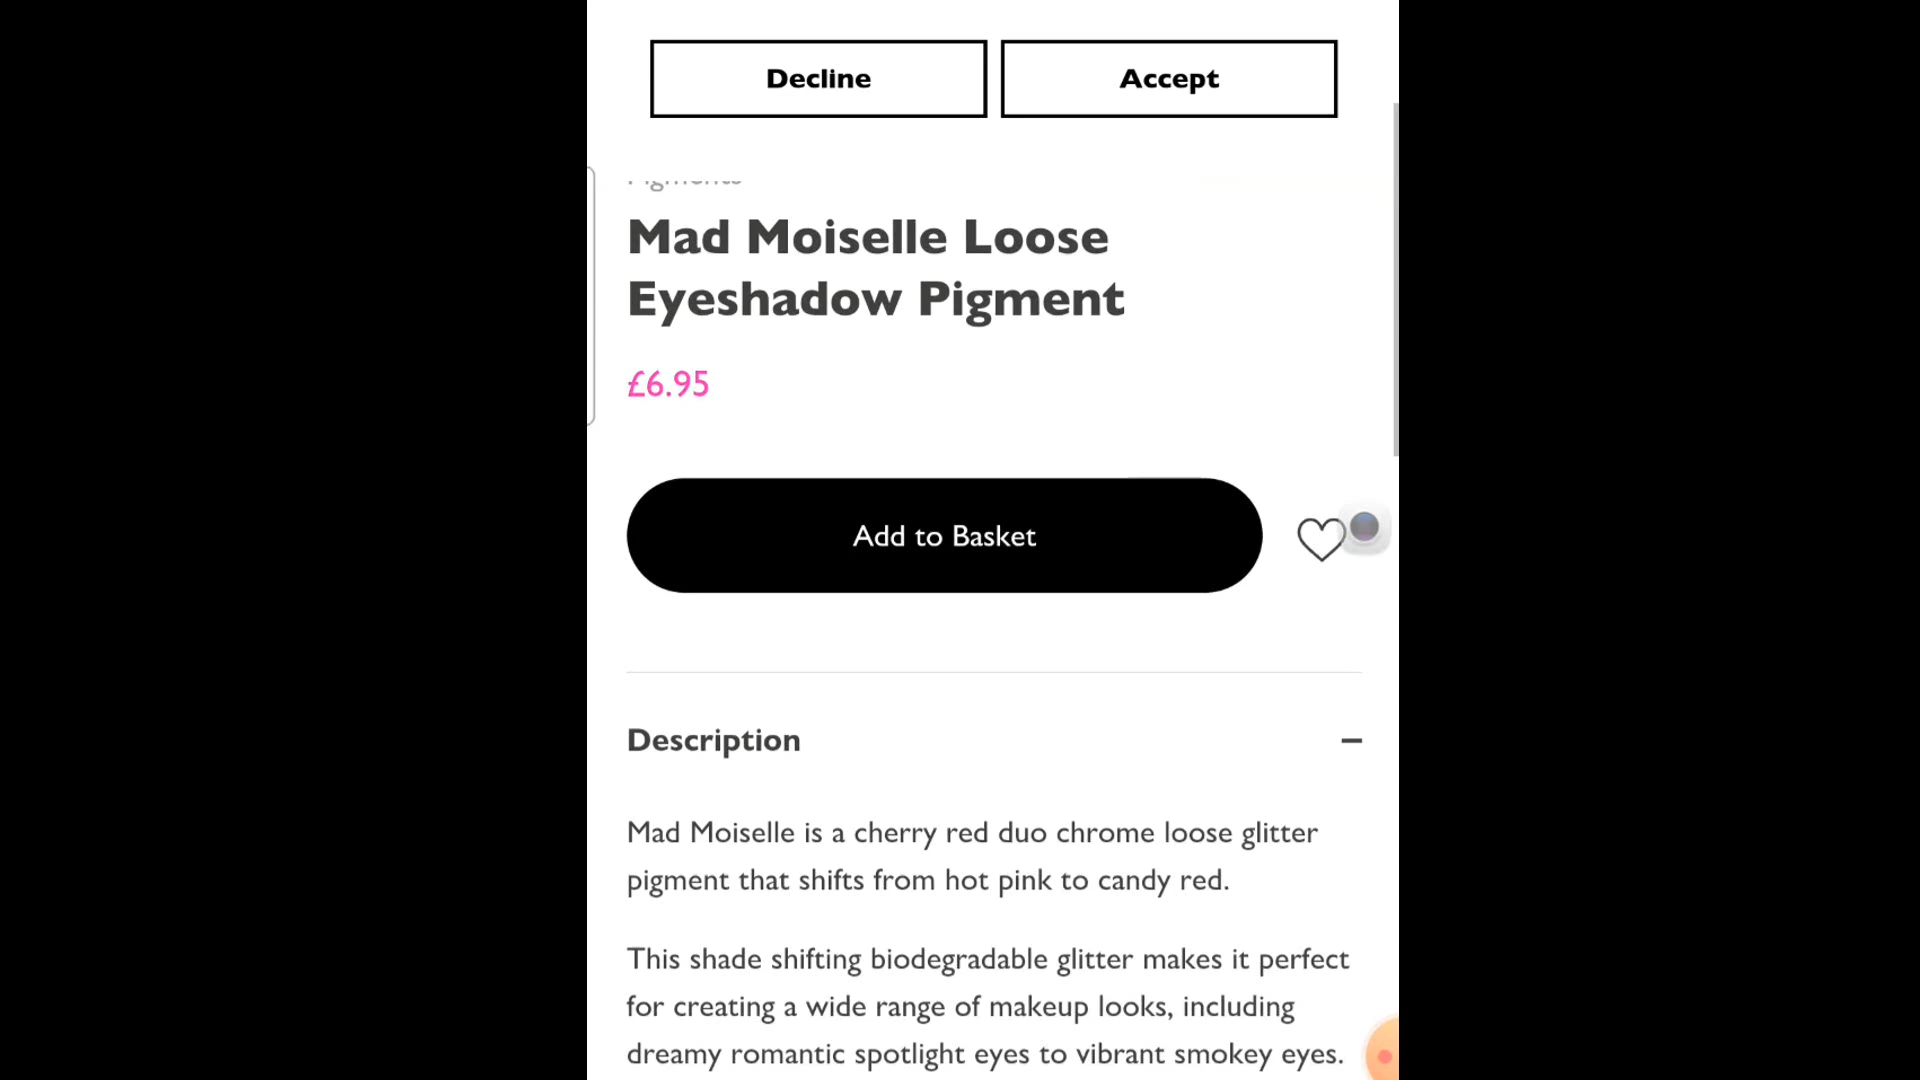 Decline
Accept
Pigments
Mad Moiselle Loose
Eyeshadow Pigment
£6.95
Add to Basket
Description
Mad Moiselle is a cherry red duo chrome loose glitter
pigment that shifts from hot pink to candy red.
This shade shifting biodegradable glitter makes it perfect
for creating a wide range of makeup looks, including
dreamy romantic spotlight eyes to vibrant smokey eyes.